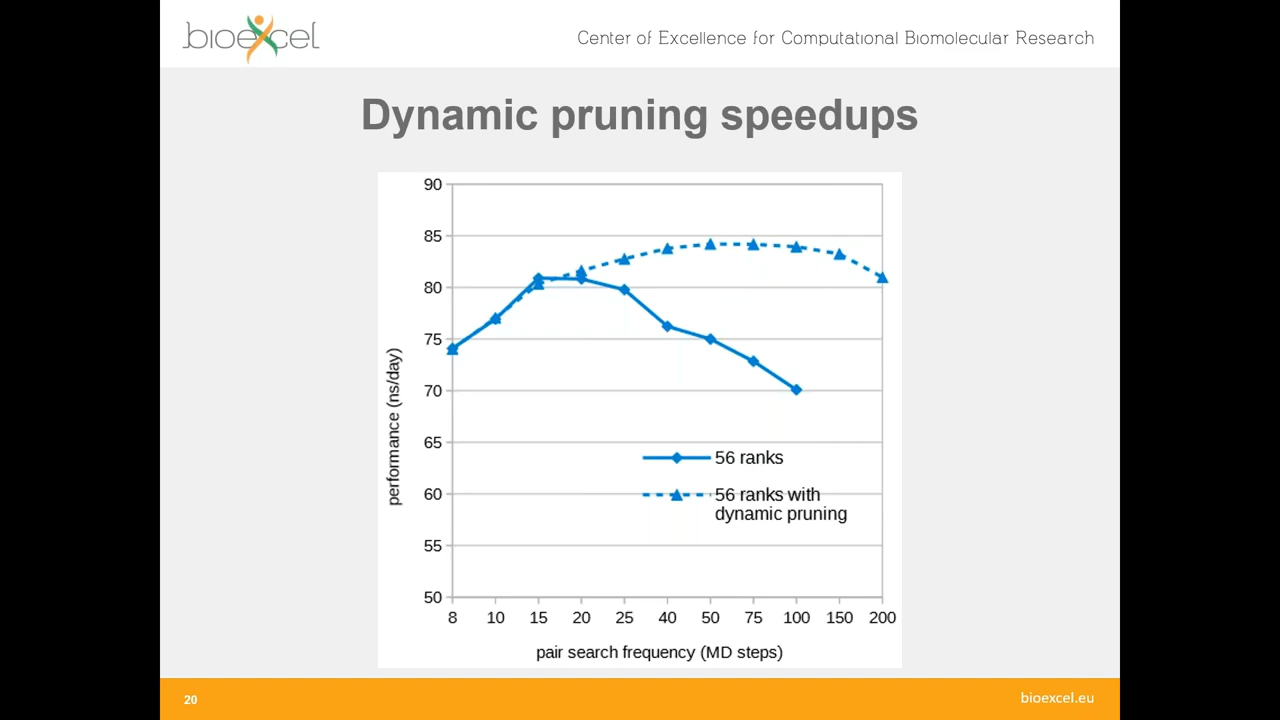 bioexcel
Center of Excellence for Computational Biomolecular Research
Dynamic pruning speedups
90
85
80
75
70
65
60
55
50
performance (ns/day)
56 ranks
56 ranks with
dynamic pruning
8 10 15 20 25 40 50 75 100 150 200
pair search frequency (MD steps)
20
bioexcel.eu